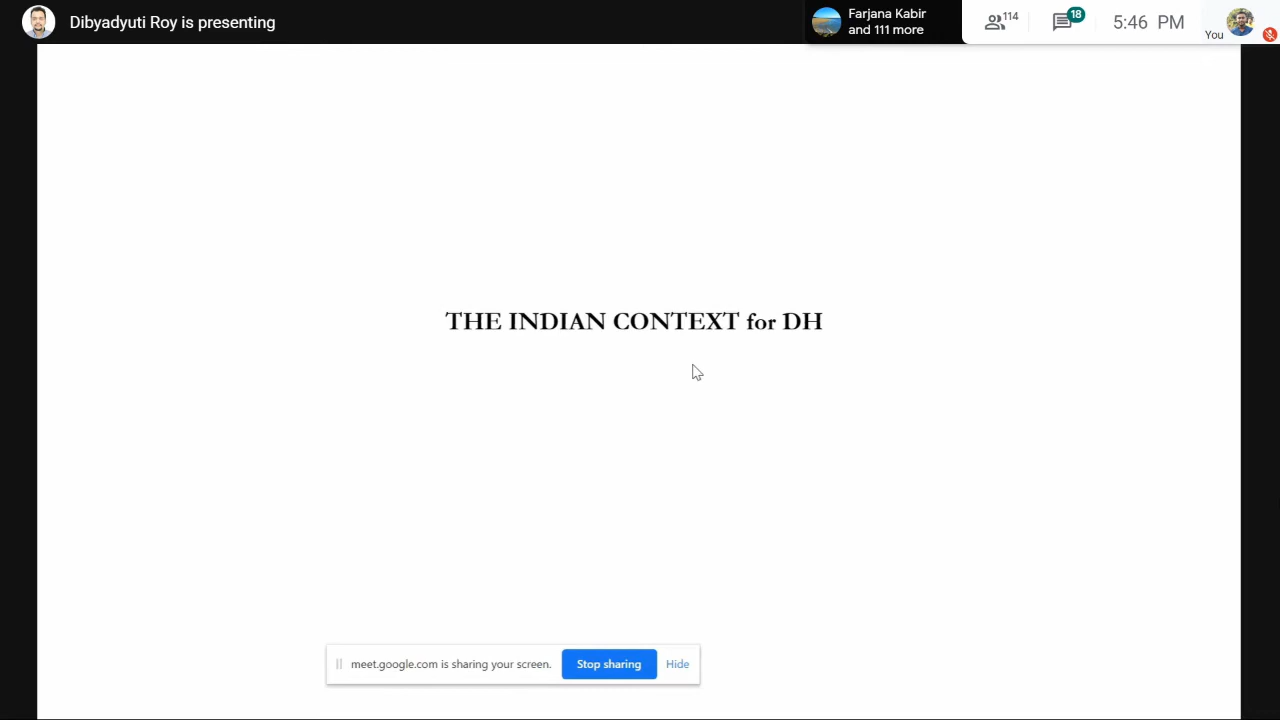 Dibyadyuti Roy is presenting
Farjana Kabir
and 111 more
114
18
5:46 PM
You
THE INDIAN CONTEXT for DH
meet.google.com is sharing your screen.
Stop sharing
Hide